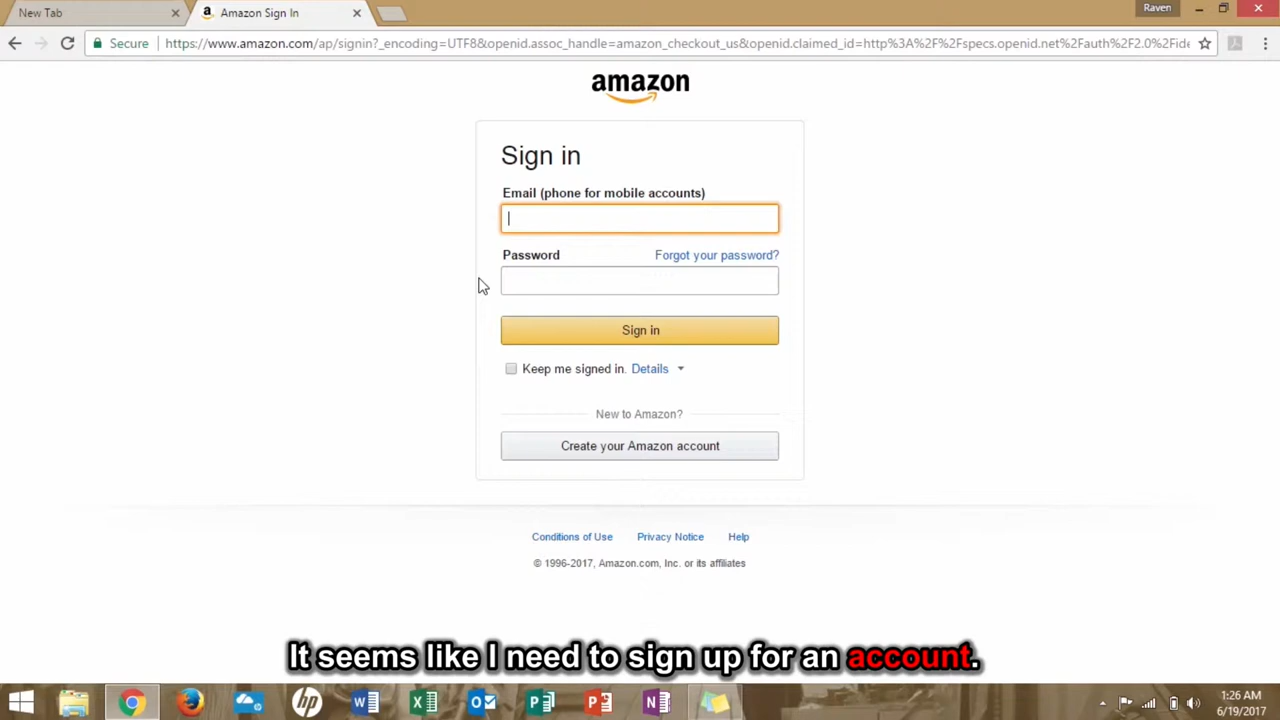 New Tab
Amazon Sign In
Raven
Secure
https://www.amazon.com/ap/signin?_encoding=UTF8&openid.assoc_handle=amazon_checkout_us&openid.claimed_id=http%3A%2F%2Fspecs.openid.net%2Fauth%2F2.0%2Fide
amazon
Sign in
Email (phone for mobile accounts)
Password
Forgot your password?
Sign in
Keep me signed in. Details
New to Amazon?
Create your Amazon account
Conditions of Use
Privacy Notice
Help
© 1996-2017, Amazon.com, Inc. or its affiliates
It seems like I need to sign up for an account.
1:26 AM
6/19/2017